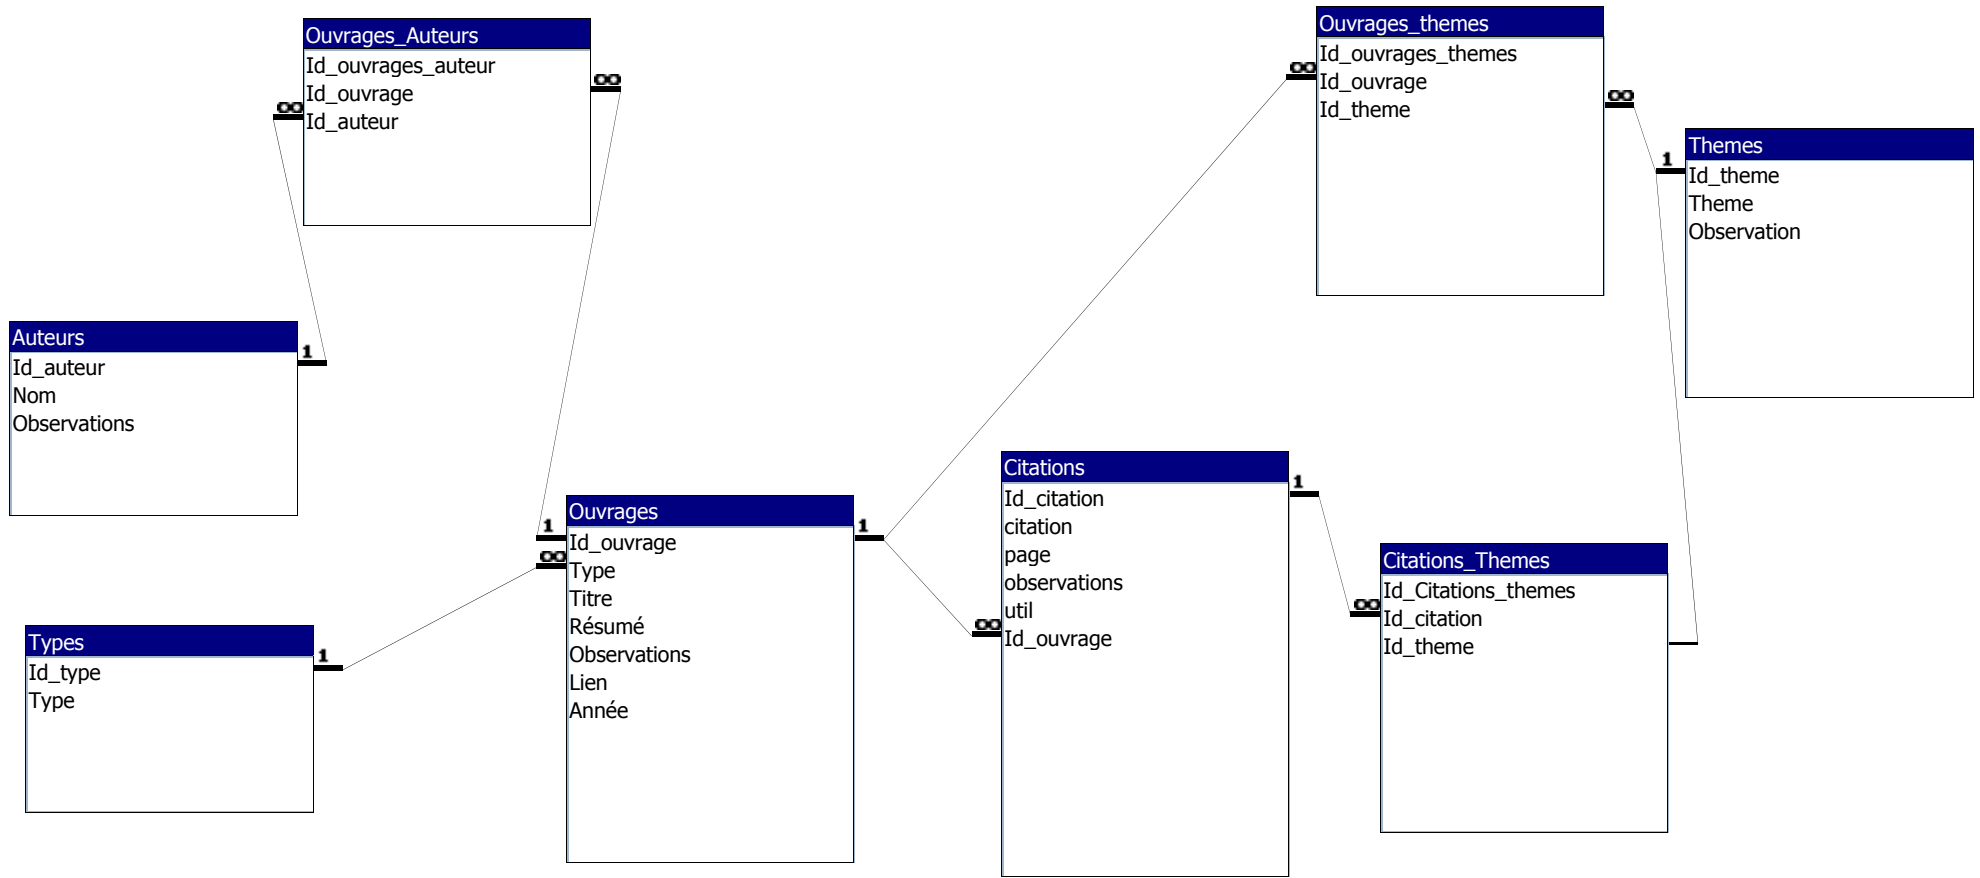 Ouvrages_Auteurs
Id_ouvrages_auteur
Id_ouvrage
Id_auteur
∞
∞
Ouvrages_themes
Id_ouvrages_themes
Id_ouvrage
Id_theme
∞
∞
Themes
Id_theme
Theme
Observation
1
Auteurs
Id_auteur
Nom
Observations
1
Types
Id_type
Type
1
Ouvrages
Id_ouvrage
Type
Titre
Résumé
Observations
Lien
Année
1
∞
1
Citations
Id_citation
citation
page
observations
util
Id_ouvrage
1
∞
Citations_Themes
Id_Citations_themes
Id_citation
Id_theme
∞